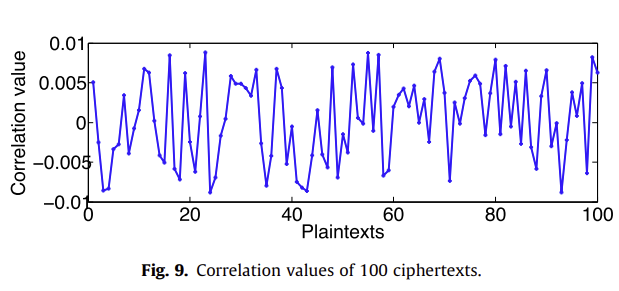 0.01
0.005
0
−0.005
−0.01
Correlation value
0 20 40 60 80 100
Plaintexts
Fig. 9. Correlation values of 100 ciphertexts.